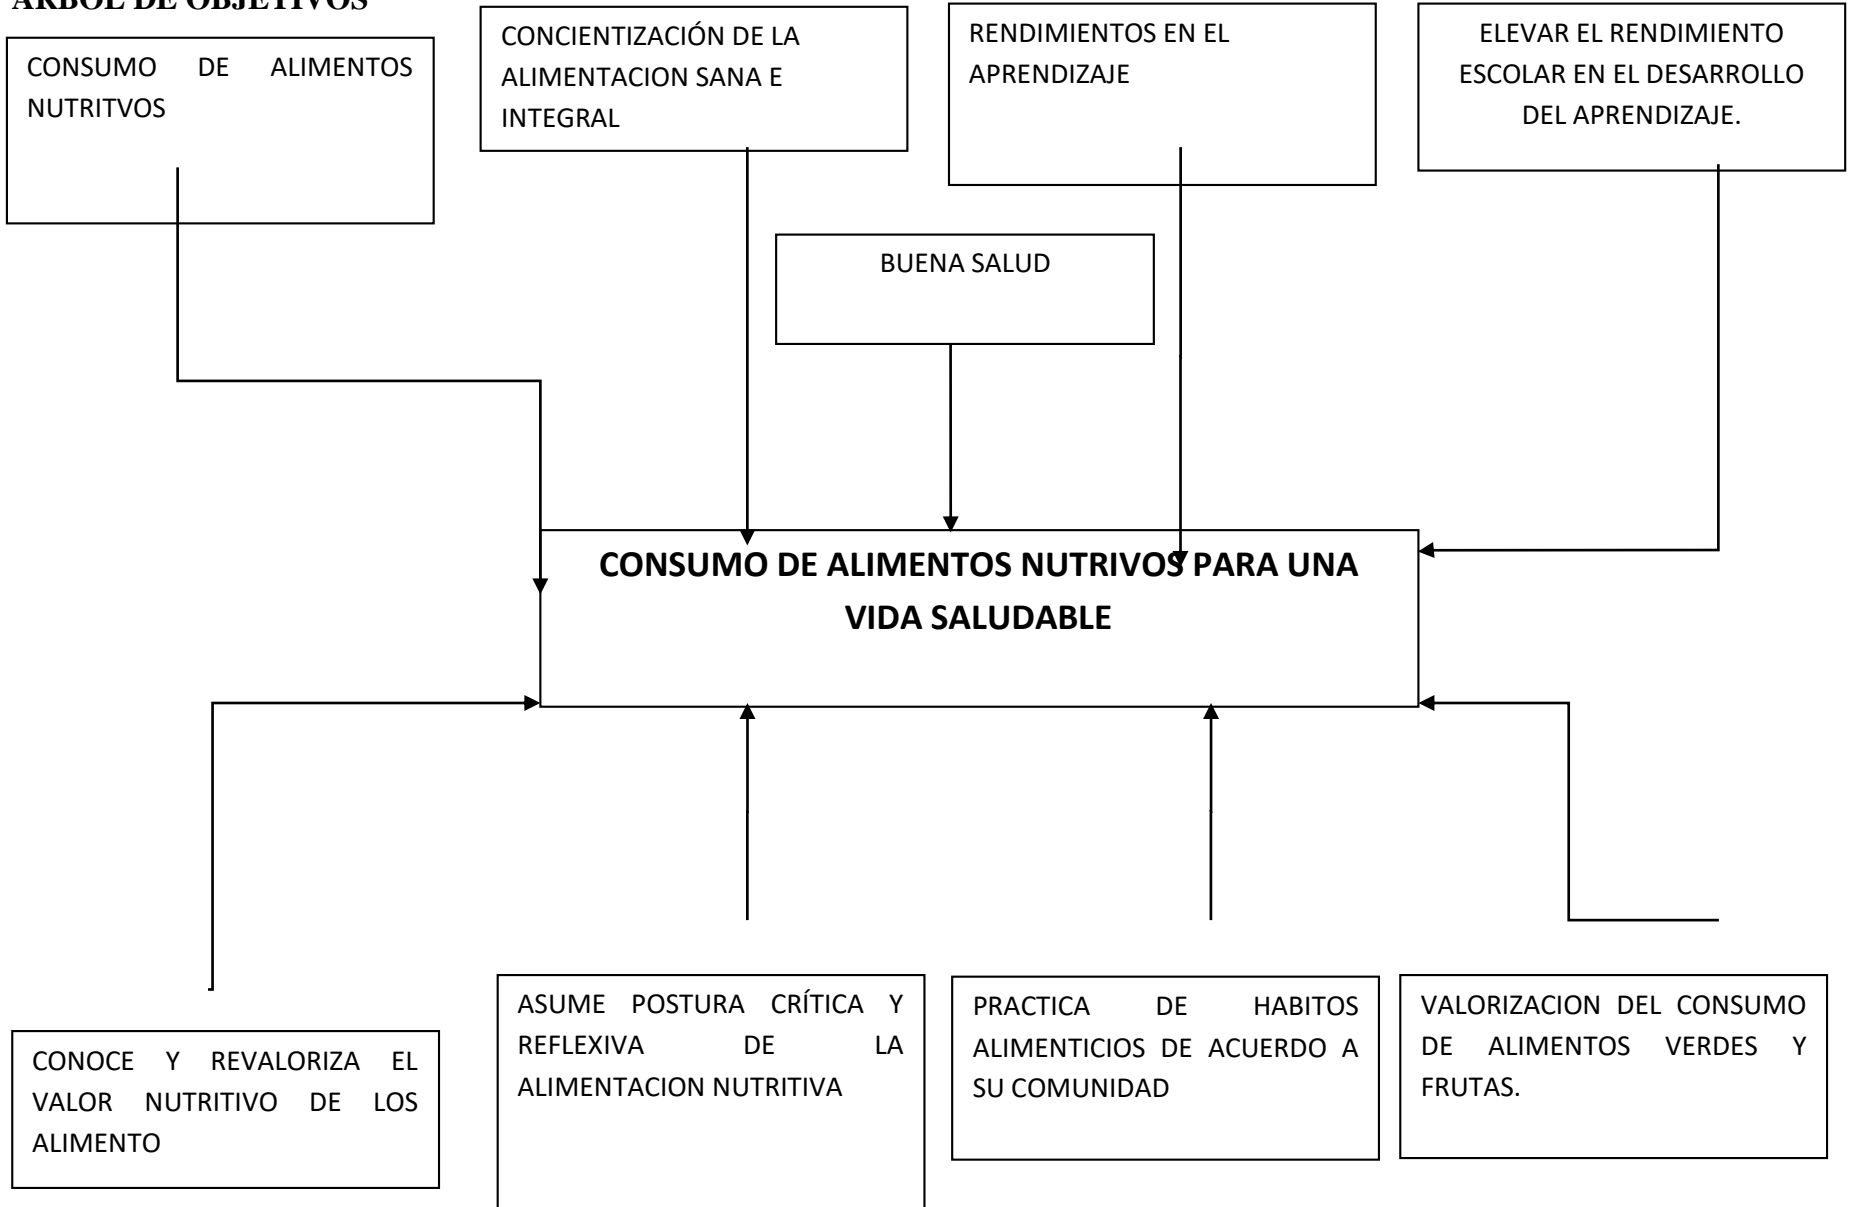 ARBOL DE OBJETIVOS
CONSUMO DE ALIMENTOS
NUTRITVOS
CONCIENTIZACIÓN DE LA
ALIMENTACION SANA E
INTEGRAL
RENDIMIENTOS EN EL
APRENDIZAJE
ELEVAR EL RENDIMIENTO
ESCOLAR EN EL DESARROLLO
DEL APRENDIZAJE.
BUENA SALUD
CONSUMO DE ALIMENTOS NUTRIVOS PARA UNA
VIDA SALUDABLE
CONOCE Y REVALORIZA EL
VALOR NUTRITIVO DE LOS
ALIMENTO
ASUME POSTURA CRÍTICA Y
REFLEXIVA DE LA
ALIMENTACION NUTRITIVA
PRACTICA DE HABITOS
ALIMENTICIOS DE ACUERDO A
SU COMUNIDAD
VALORIZACION DEL CONSUMO
DE ALIMENTOS VERDES Y
FRUTAS.